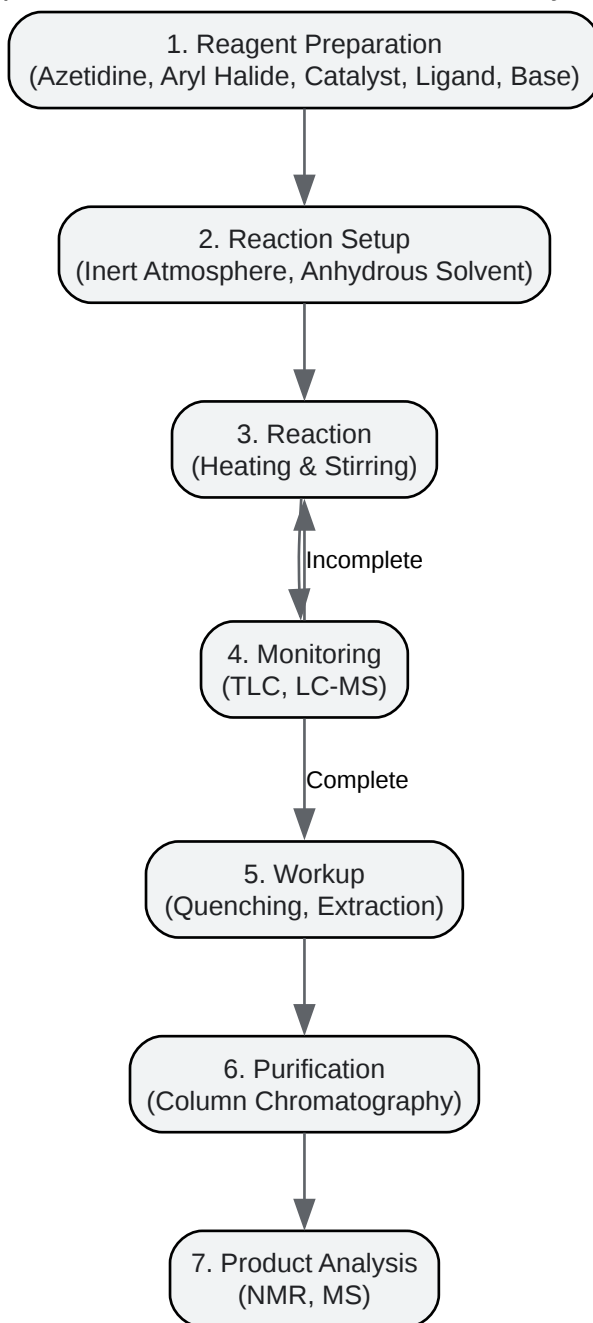 1. Reagent Preparation
(Azetidine, Aryl Halide, Catalyst, Ligand, Base)
2. Reaction Setup
(Inert Atmosphere, Anhydrous Solvent)
3. Reaction
(Heating & Stirring)
Incomplete
4. Monitoring
(TLC, LC-MS)
Complete
5. Workup
(Quenching, Extraction)
6. Purification
(Column Chromatography)
7. Product Analysis
(NMR, MS)